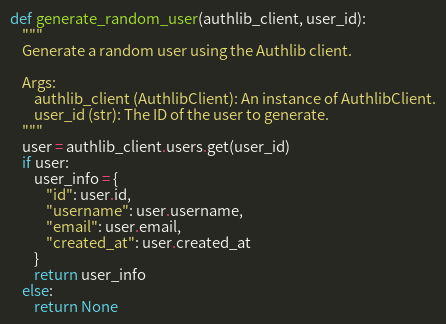 def generate_random_user(authlib_client, user_id):
    """
    Generate a random user using the Authlib client.

    Args:
        authlib_client (AuthlibClient): An instance of AuthlibClient.
        user_id (str): The ID of the user to generate.
    """
    user = authlib_client.users.get(user_id)
    if user:
        user_info = {
            "id": user.id,
            "username": user.username,
            "email": user.email,
            "created_at": user.created_at
        }
        return user_info
    else:
        return None